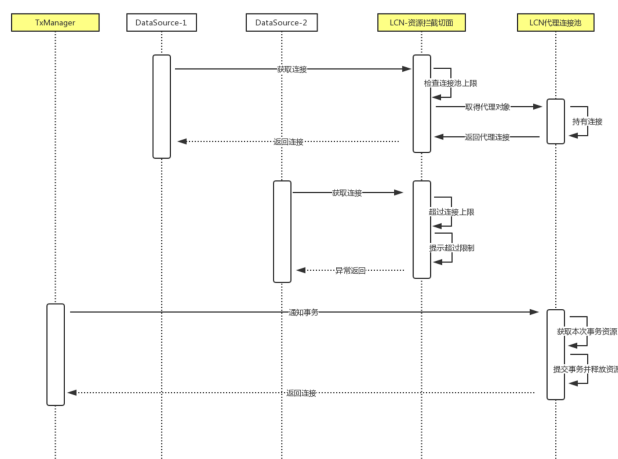 TxManager
DataSource-1
DataSource-2
LCN-资源拦截切面
LCN代理连接池
获取连接
检查连接池上限
取得代理对象
持有连接
返回代理连接
返回连接
获取连接
超过连接上限
提示超过限制
异常返回
通知事务
获取本次事务资源
提交事务并释放资源
返回连接